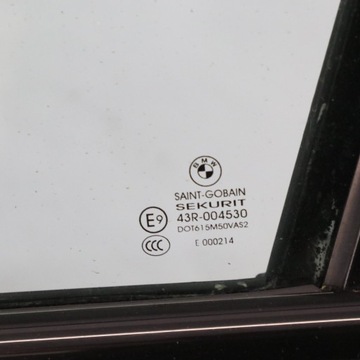 BMW
SAINT-GOBAIN
SEKURIT
E9 43R-004530
DOT615M50VAS2
CCC E 000214